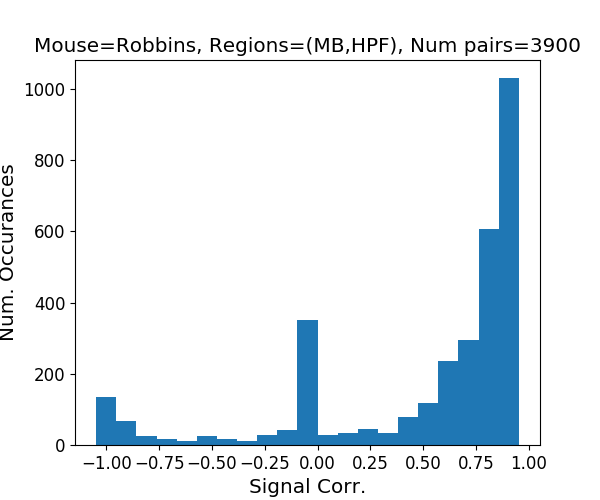 Mouse=Robbins, Regions=(MB,HPF), Num pairs=3900
1000
800
600
400
200
0
Num. Occurances
−1.00 −0.75 −0.50 −0.25 0.00 0.25 0.50 0.75 1.00
Signal Corr.